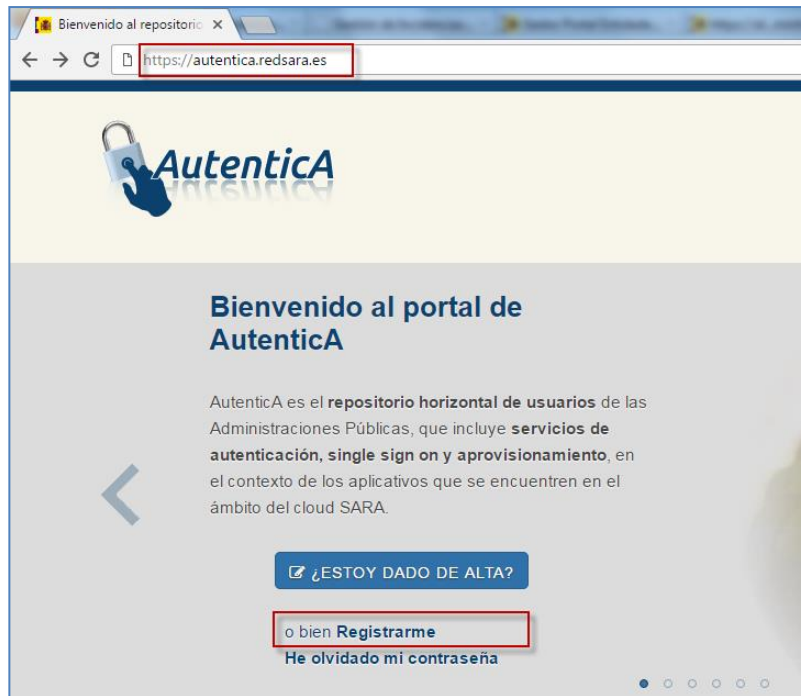 Bienvenido al repositorio
https://autentica.redsara.es
AutenticA
Bienvenido al portal de
AutenticA
AutenticA es el repositorio horizontal de usuarios de las
Administraciones Públicas, que incluye servicios de
autenticación, single sign on y aprovisionamiento, en
el contexto de los aplicativos que se encuentren en el
ámbito del cloud SARA.
¿ESTOY DADO DE ALTA?
o bien Registrarme
He olvidado mi contraseña